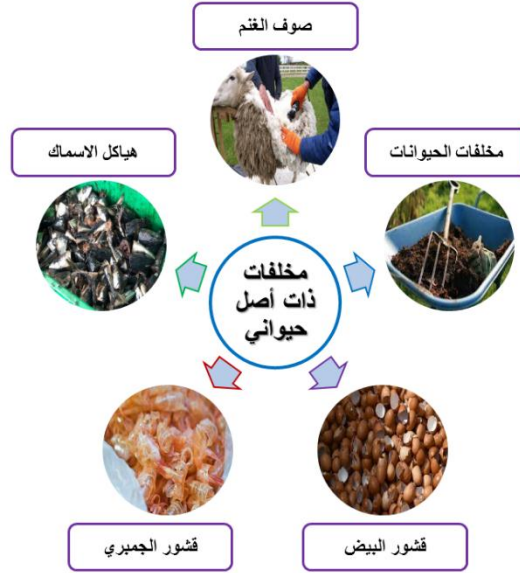 صوف الغنم
هياكل الاسماك
مخلفات الحيوانات
مخلفات
ذات أصل
حيواني
قشور الجمبري
قشور البيض